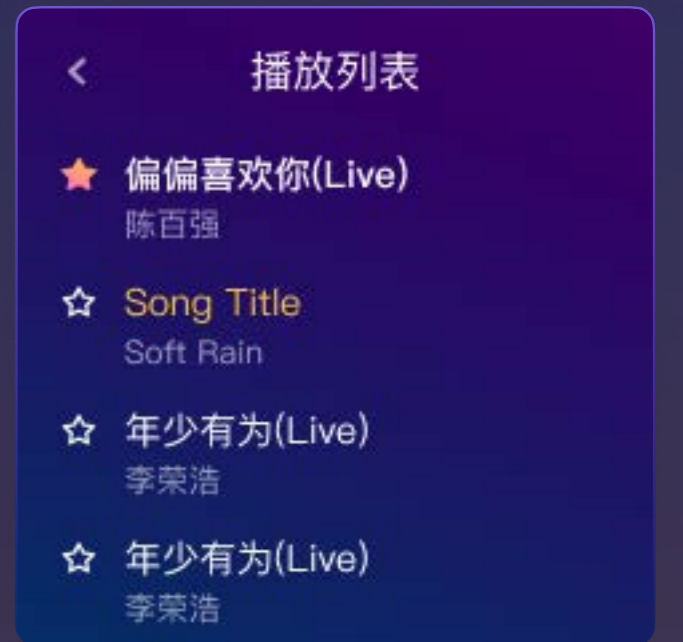 播放列表
偏偏喜欢你(Live)
陈百强
Song Title
Soft Rain
年少有为(Live)
李荣浩
年少有为(Live)
李荣浩